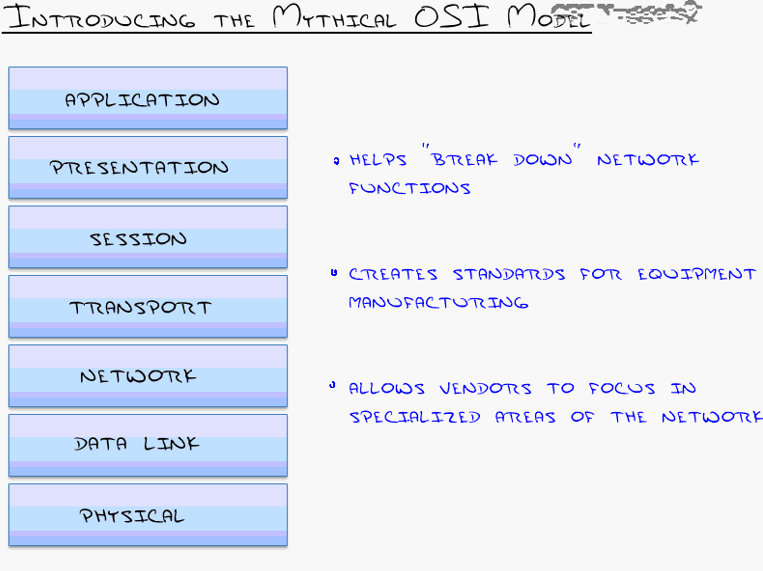 Introducing the Mythical OSI Model
APPLICATION
PRESENTATION
SESSION
TRANSPORT
NETWORK
DATA LINK
PHYSICAL
HELPS "BREAK DOWN" NETWORK
FUNCTIONS
CREATES STANDARDS FOR EQUIPMENT
MANUFACTURING
ALLOWS VENDORS TO FOCUS IN
SPECIALIZED AREAS OF THE NETWORK